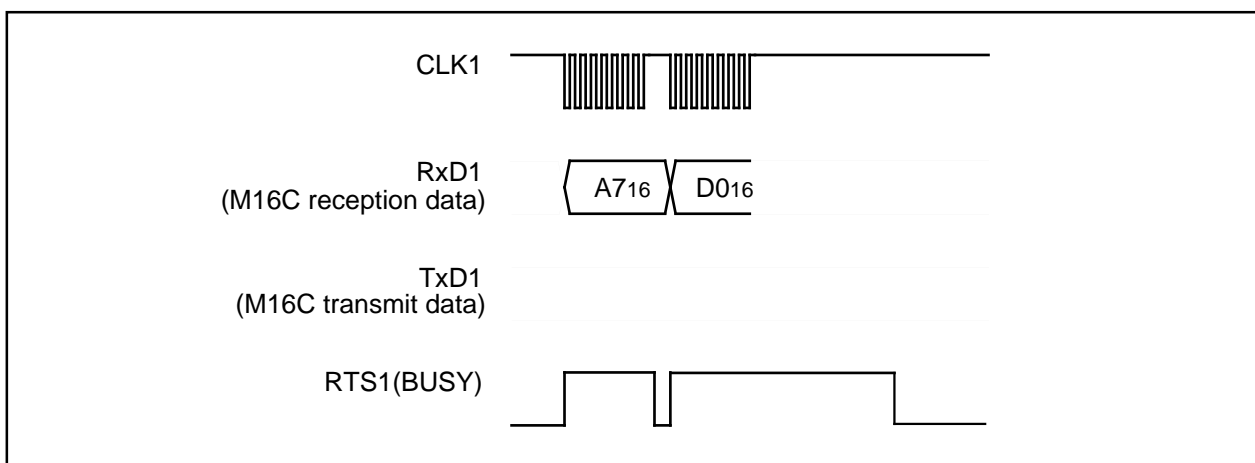 CLK1
RxD1
(M16C reception data)
A716
D016
TxD1
(M16C transmit data)
RTS1(BUSY)